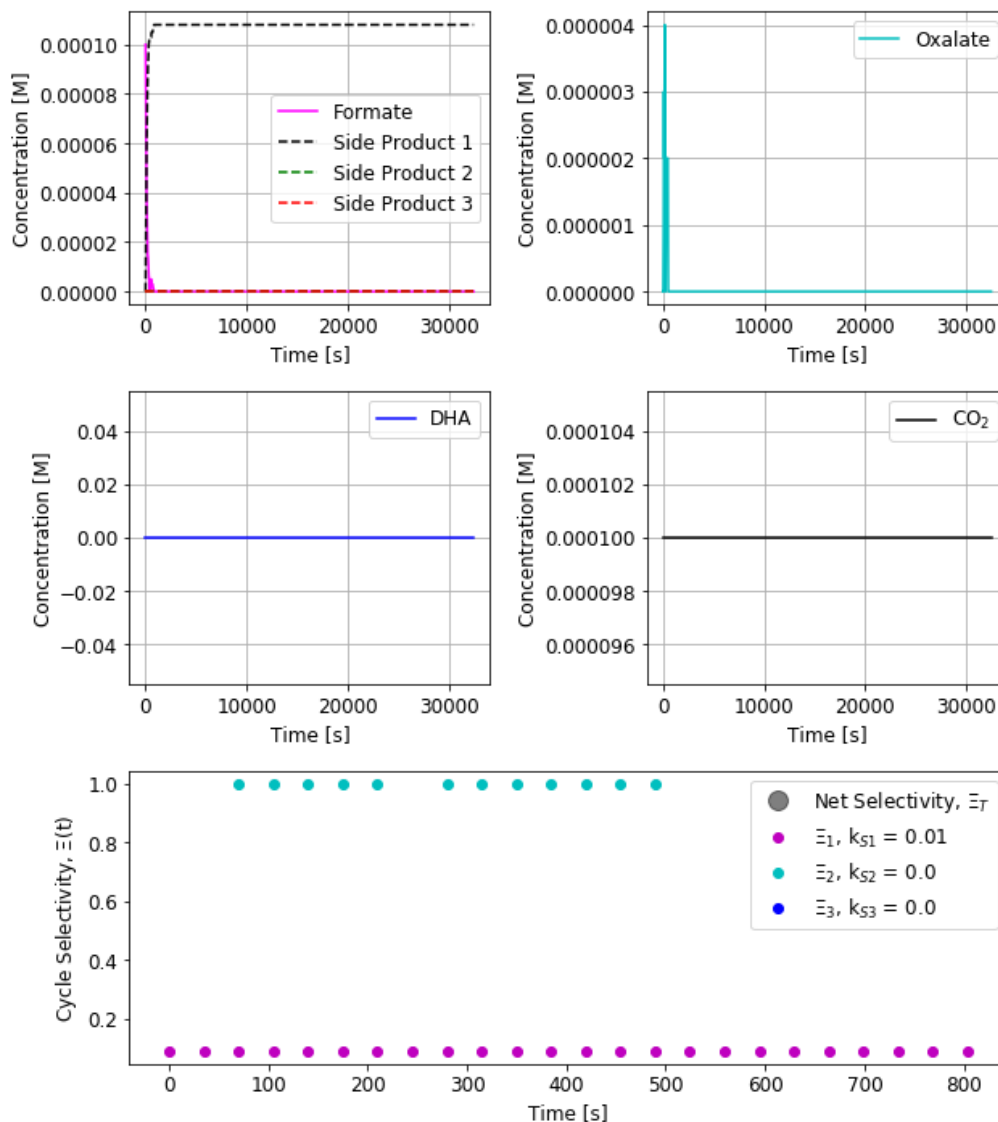 Concentration [M]
0.00010
0.00008
0.00006
0.00004
0.00002
0.00000
Formate
Side Product 1
Side Product 2
Side Product 3
0 10000 20000 30000
Time [s]
Concentration [M]
0.000004
0.000003
0.000002
0.000001
0.000000
Oxalate
0 10000 20000 30000
Time [s]
Concentration [M]
0.04
0.02
0.00
−0.02
−0.04
DHA
0 10000 20000 30000
Time [s]
Concentration [M]
0.000104
0.000102
0.000100
0.000098
0.000096
CO₂
0 10000 20000 30000
Time [s]
Cycle Selectivity, Ξ(t)
1.0
0.8
0.6
0.4
0.2
Net Selectivity, Ξ_T
Ξ₁, k_S1 = 0.01
Ξ₂, k_S2 = 0.0
Ξ₃, k_S3 = 0.0
0 100 200 300 400 500 600 700 800
Time [s]